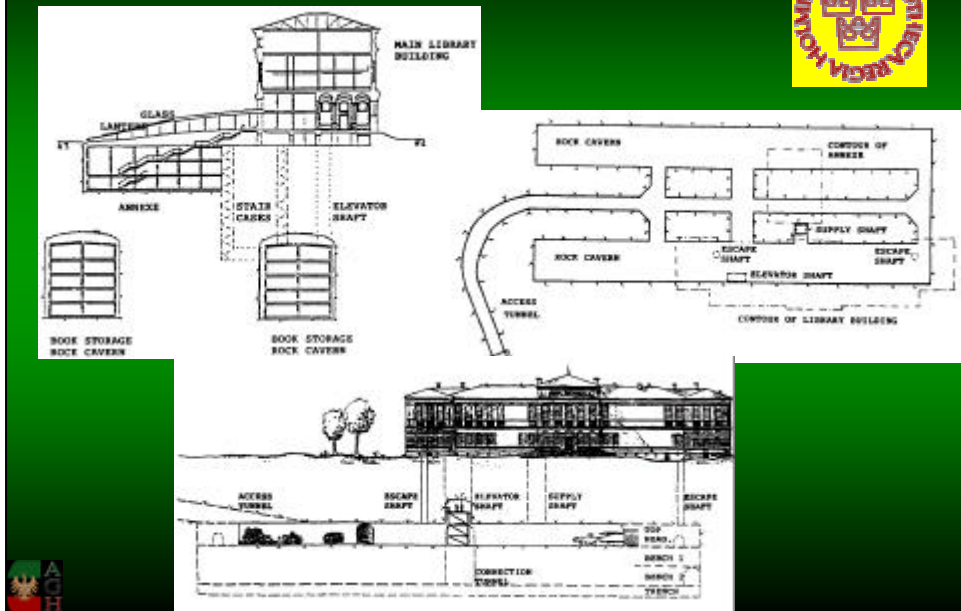 MAIN LIBRARY
BUILDING
GLASS
LANTERN
ANNEXE
STAIR
CASES
ELEVATOR
SHAFT
BOOK STORAGE
ROCK CAVERN
BOOK STORAGE
ROCK CAVERN
THECA REGIA HOLM
ROCK CAVERN
CONTOUR OF
ANNEXE
SUPPLY SHAFT
ESCAPE
SHAFT
ESCAPE
SHAFT
ROCK CAVERN
ELEVATOR SHAFT
ACCESS
TUNNEL
CONTOUR OF LIBRARY BUILDING
ACCESS
TUNNEL
ESCAPE
SHAFT
ELEVATOR
SHAFT
SUPPLY
SHAFT
ESCAPE
SHAFT
TOP
HEAD.
BENCH 1
BENCH 2
TRENCH
CONNECTION
TUNNEL
AGH